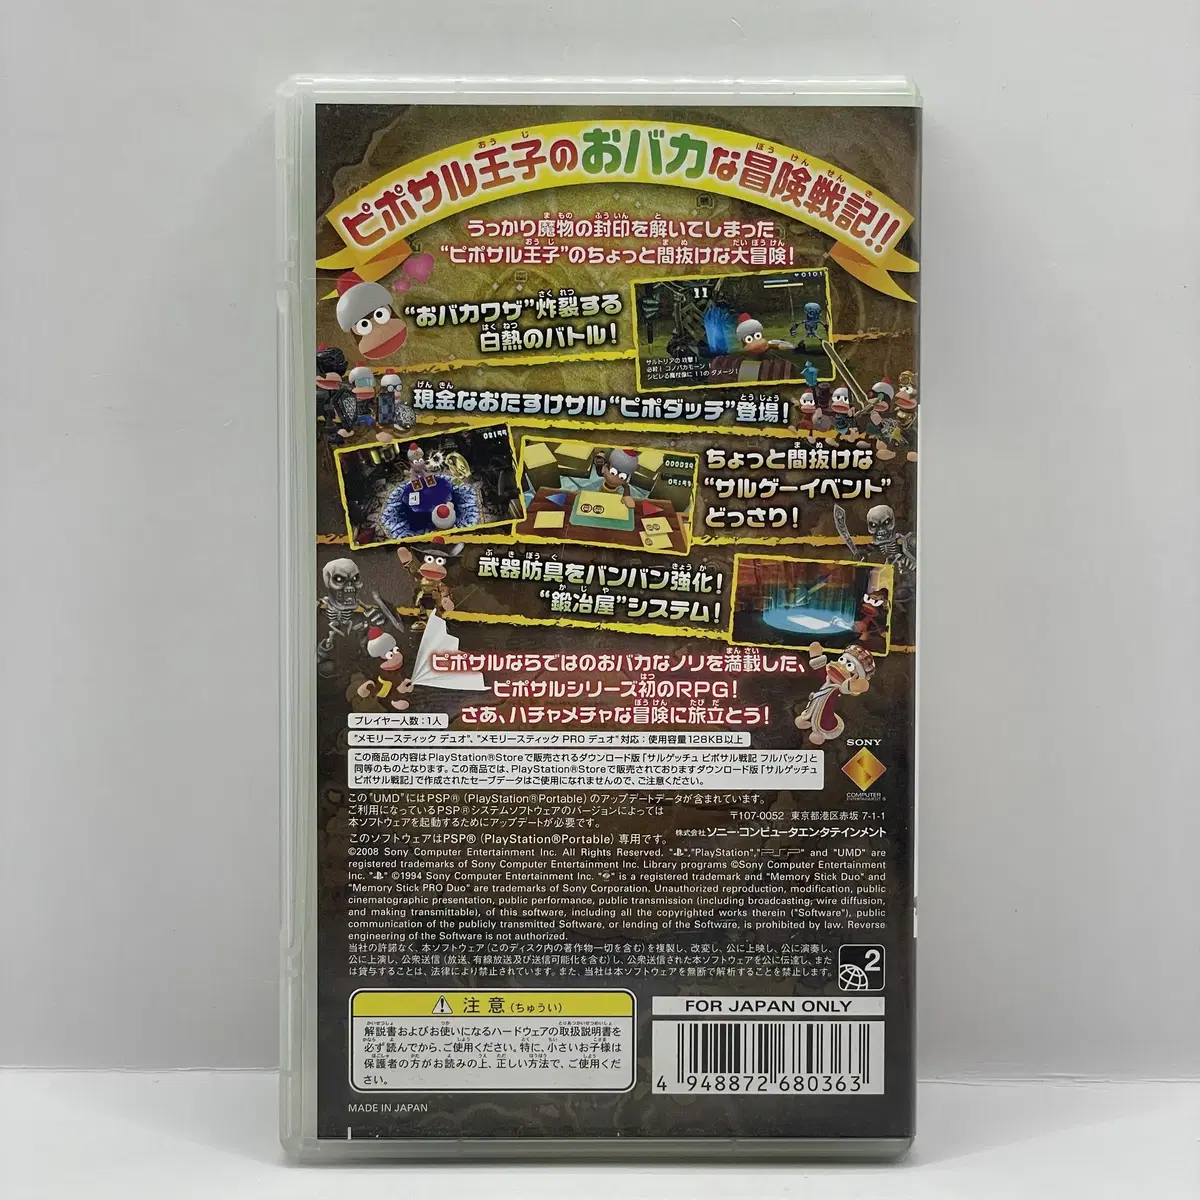 ピポサル王子のおバカな冒険戦記!!
うっかり魔物の封印を解いてしまった
“ピポサル王子”のちょっと間抜けな大冒険！
“おバカワザ”炸裂する
白熱のバトル！
現金なおたすけサル“ピポダッチ”登場！
ちょっと間抜けな
“サルゲーイベント”
どっさり！
武器防具をバンバン強化！
“鍛冶屋”システム！
ピポサルならではのおバカなノリを満載した、
ピポサルシリーズ初のRPG！
さあ、ハチャメチャな冒険に旅立とう！
プレイヤー人数：1人
"メモリースティック デュオ"、"メモリースティック PRO デュオ" 対応：使用容量128KB以上
この商品の内容はPlayStation®Storeで販売されるダウンロード版「サルゲッチュ ピポサル戦記 フルパック」と
同等のものとなります。この商品では、PlayStation®Storeで販売されておりますダウンロード版「サルゲッチュ
ピポサル戦記」で作成されたセーブデータはご使用になれませんので、ご注意ください。
SONY
COMPUTER
ENTERTAINMENT
この"UMD"にはPSP®（PlayStation®Portable）のアップデートデータが含まれています。
ご利用になっているPSP®システムソフトウェアのバージョンによっては
本ソフトウェアを起動するためにアップデートが必要です。
このソフトウェアはPSP®（PlayStation®Portable）専用です。
〒107-0052 東京都港区赤坂 7-1-1
株式会社ソニー・コンピュータエンタテインメント
©2008 Sony Computer Entertainment Inc. All Rights Reserved. " ","PlayStation","PSP" and "UMD" are
registered trademarks of Sony Computer Entertainment Inc. Library programs ©Sony Computer Entertainment
Inc. " " ©1994 Sony Computer Entertainment Inc. " " is a registered trademark and "Memory Stick Duo" and
"Memory Stick PRO Duo" are trademarks of Sony Corporation. Unauthorized reproduction, modification, public
cinematographic presentation, public performance, public transmission (including broadcasting, wire diffusion,
and making transmittable), of this software, including all the copyrighted works therein ("Software"), public
communication of the publicly transmitted Software, or lending of the Software, is prohibited by law. Reverse
engineering of the Software is not authorized.
当社の許諾なく、本ソフトウェア（このディスク内の著作物一切を含む）を複製し、改変し、公に上映し、公に演奏し、
公に上演し、公衆送信（放送、有線放送及び送信可能化を含む）し、公衆送信された本ソフトウェアを公に伝達し、また
は貸与することは、法律により禁止されています。また、当社は本ソフトウェアを無断で解析することを禁止します。
2
注意（ちゅうい）
解説書およびお使いになるハードウェアの取扱説明書を
必ず読んでから、ご使用ください。特に、小さいお子様は
保護者の方がお読みの上、正しい方法で、ご使用くだ
さい。
FOR JAPAN ONLY
4 948872 680363
MADE IN JAPAN